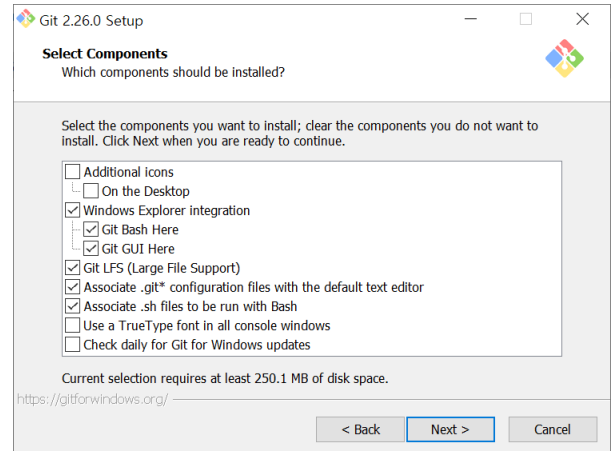 Git 2.26.0 Setup
Select Components
Which components should be installed?
Select the components you want to install; clear the components you do not want to
install. Click Next when you are ready to continue.
Additional icons
On the Desktop
Windows Explorer integration
Git Bash Here
Git GUI Here
Git LFS (Large File Support)
Associate .git* configuration files with the default text editor
Associate .sh files to be run with Bash
Use a TrueType font in all console windows
Check daily for Git for Windows updates
Current selection requires at least 250.1 MB of disk space.
https://gitforwindows.org/
< Back Next > Cancel